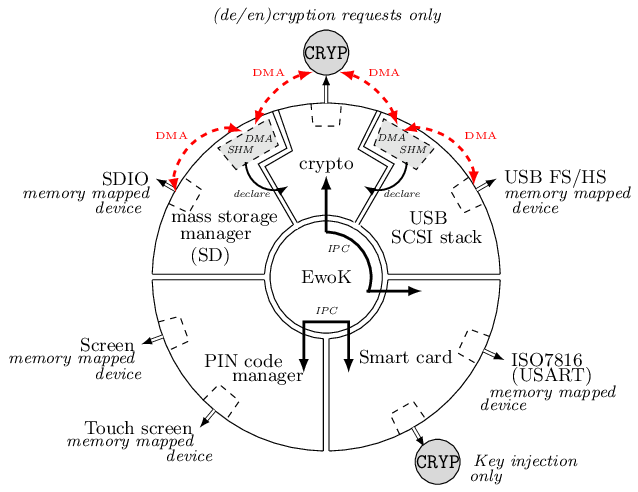 (de/en)cryption requests only
CRYP
DMA
DMA
DMA
DMA
DMA
SHM
DMA
SHM
crypto
declare
declare
SDIO
memory mapped
device
USB FS/HS
memory mapped
device
mass storage
manager
(SD)
USB
SCSI stack
IPC
EwoK
IPC
Screen
memory mapped
device
PIN code
manager
Smart card
ISO7816
(USART)
memory mapped
device
Touch screen
memory mapped
device
CRYP
Key injection
only